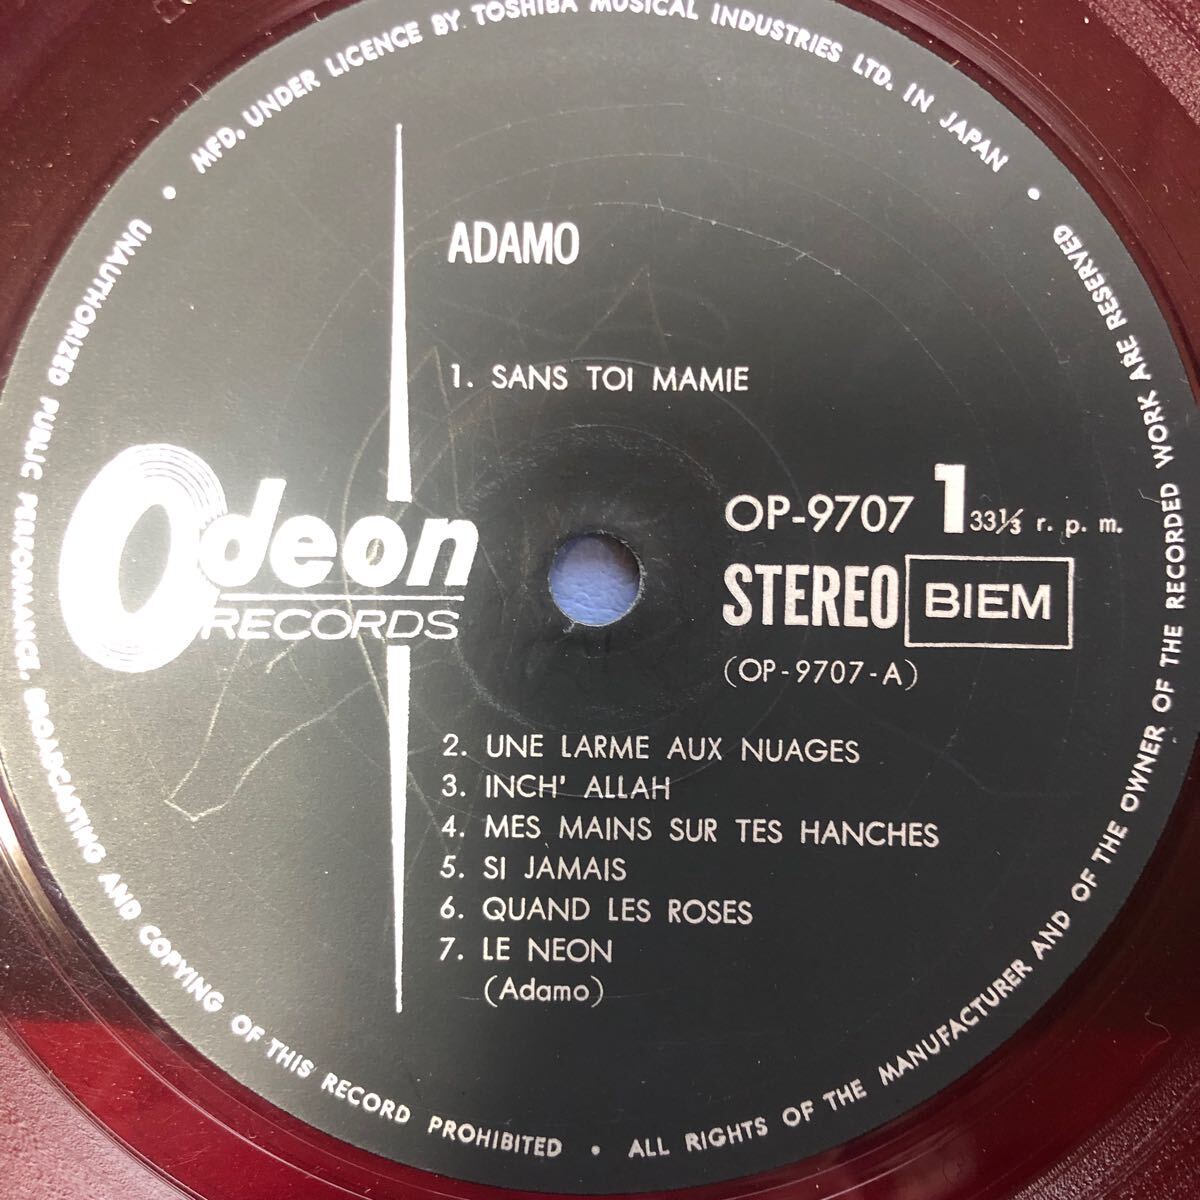 MFD. UNDER LICENCE BY TOSHIBA MUSICAL INDUSTRIES LTD. IN JAPAN
ADAMO
1. SANS TOI MAMIE
Odeon
RECORDS
OP-9707 1 33⅓ r. p. m.
STEREO BIEM
(OP-9707-A)
2. UNE LARME AUX NUAGES
3. INCH' ALLAH
4. MES MAINS SUR TES HANCHES
5. SI JAMAIS
6. QUAND LES ROSES
7. LE NEON
(Adamo)
UNAUTHORIZED PUBLIC PERFORMANCE, BROADCASTING AND COPYING OF THIS RECORD PROHIBITED • ALL RIGHTS OF THE MANUFACTURER AND OF THE OWNER OF THE RECORDED WORK ARE RESERVED •